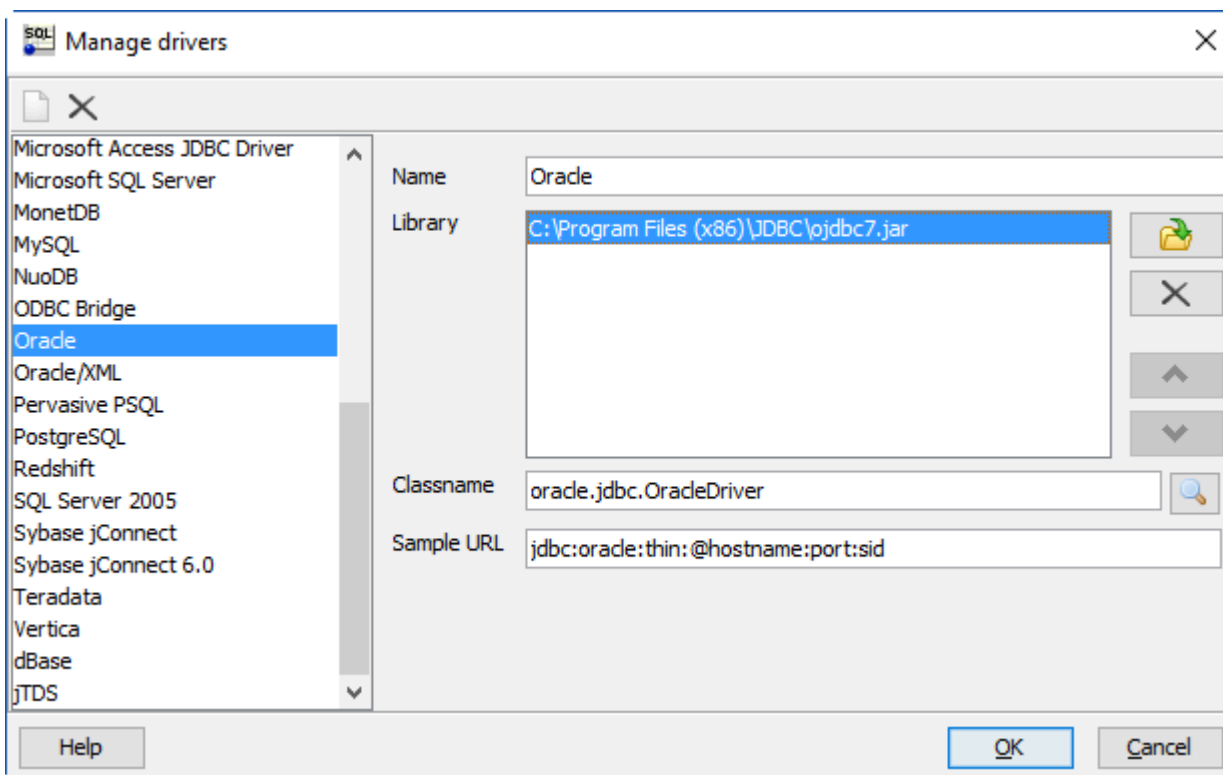 SQL Manage drivers
Microsoft Access JDBC Driver
Microsoft SQL Server
MonetDB
MySQL
NuoDB
ODBC Bridge
Oracle
Oracle/XML
Pervasive PSQL
PostgreSQL
Redshift
SQL Server 2005
Sybase jConnect
Sybase jConnect 6.0
Teradata
Vertica
dBase
jTDS
Name Oracle
Library C:\Program Files (x86)\JDBC\ojdbc7.jar
Classname oracle.jdbc.OracleDriver
Sample URL jdbc:oracle:thin:@hostname:port:sid
Help OK Cancel